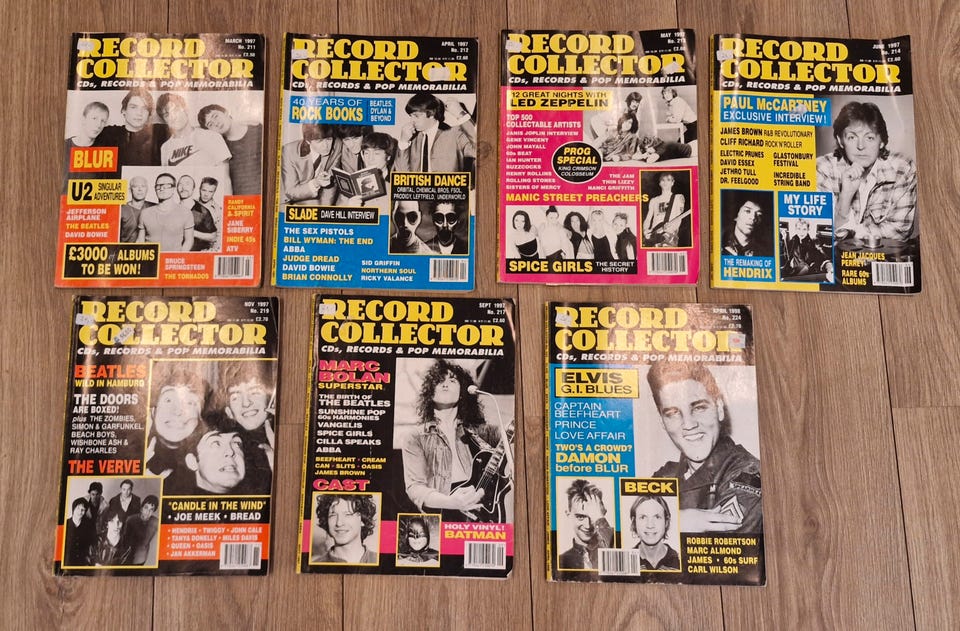 MARCH 1997
No. 211
RECORD
COLLECTOR
CDs, RECORDS & POP MEMORABILIA
BLUR
NIKE
U2 SINGULAR
ADVENTURES
JEFFERSON
AIRPLANE
THE BEATLES
DAVID BOWIE
RANDY
CALIFORNIA
& SPIRIT
JANE
SIBERRY
INDIE 45s
ATV
£3000 of ALBUMS
TO BE WON!
BRUCE
SPRINGSTEEN
THE TORNADOS
APRIL 1997
No. 212
£2.60
RECORD
COLLECTOR
CDs, RECORDS & POP MEMORABILIA
40 YEARS OF
ROCK BOOKS
BEATLES,
DYLAN &
BEYOND
BRITISH DANCE
ORBITAL, CHEMICAL BROS, FSOL,
PRODIGY, LEFTFIELD, UNDERWORLD
SLADE DAVE HILL INTERVIEW
THE SEX PISTOLS
BILL WYMAN: THE END
ABBA
JUDGE DREAD
DAVID BOWIE
BRIAN CONNOLLY
SID GRIFFIN
NORTHERN SOUL
RICKY VALANCE
MAY 1997
RECORD
COLLECTOR
CDs, RECORDS & POP MEMORABILIA
12 GREAT NIGHTS WITH
LED ZEPPELIN
TOP 500
COLLECTABLE ARTISTS
JANIS JOPLIN INTERVIEW
GENE VINCENT
JOHN MAYALL
60s BEAT
IAN HUNTER
BUZZCOCKS
HENRY ROLLINS
ROLLING STONES
SISTERS OF MERCY
PROG
SPECIAL
KING CRIMSON
COLOSSEUM
THE JAM
THIN LIZZY
NANCI GRIFFITH
MANIC STREET PREACHERS
SPICE GIRLS THE SECRET
HISTORY
JUNE 1997
No. 214
£2.60
RECORD
COLLECTOR
CDs, RECORDS & POP MEMORABILIA
PAUL McCARTNEY
EXCLUSIVE INTERVIEW!
JAMES BROWN R&B REVOLUTIONARY
CLIFF RICHARD ROCK'N'ROLLER
ELECTRIC PRUNES
DAVID ESSEX
JETHRO TULL
DR. FEELGOOD
GLASTONBURY
FESTIVAL
INCREDIBLE
STRING BAND
MY LIFE
STORY
THE REMAKING OF
HENDRIX
JEAN JACQUES
PERREY
RARE 60s
ALBUMS
NOV 1997
No. 219
£2.70
RECORD
COLLECTOR
CDs, RECORDS & POP MEMORABILIA
BEATLES
WILD IN HAMBURG
THE DOORS
ARE BOXED!
plus THE ZOMBIES,
SIMON & GARFUNKEL,
BEACH BOYS,
WISHBONE ASH &
RAY CHARLES
THE VERVE
"CANDLE IN THE WIND"
• JOE MEEK • BREAD
• HENDRIX • TWIGGY • JOHN CALE
• TANYA DONELLY • MILES DAVIS
• QUEEN • OASIS
• JAN AKKERMAN
SEPT 1997
No. 217
£2.60
RECORD
COLLECTOR
CDs, RECORDS & POP MEMORABILIA
MARC
BOLAN
SUPERSTAR
THE BIRTH OF
THE BEATLES
SUNSHINE POP
60s HARMONIES
VANGELIS
SPICE GIRLS
CILLA SPEAKS
ABBA
BEEFHEART • CREAM
CAN • SLITS • OASIS
JAMES BROWN
CAST
HOLY VINYL!
BATMAN
APRIL 1998
No. 224
£2.70
RECORD
COLLECTOR
CDs, RECORDS & POP MEMORABILIA
ELVIS
G.I. BLUES
CAPTAIN
BEEFHEART
PRINCE
LOVE AFFAIR
TWO'S A CROWD?
DAMON
before BLUR
BECK
ROBBIE ROBERTSON
MARC ALMOND
JAMES • 60s SURF
CARL WILSON